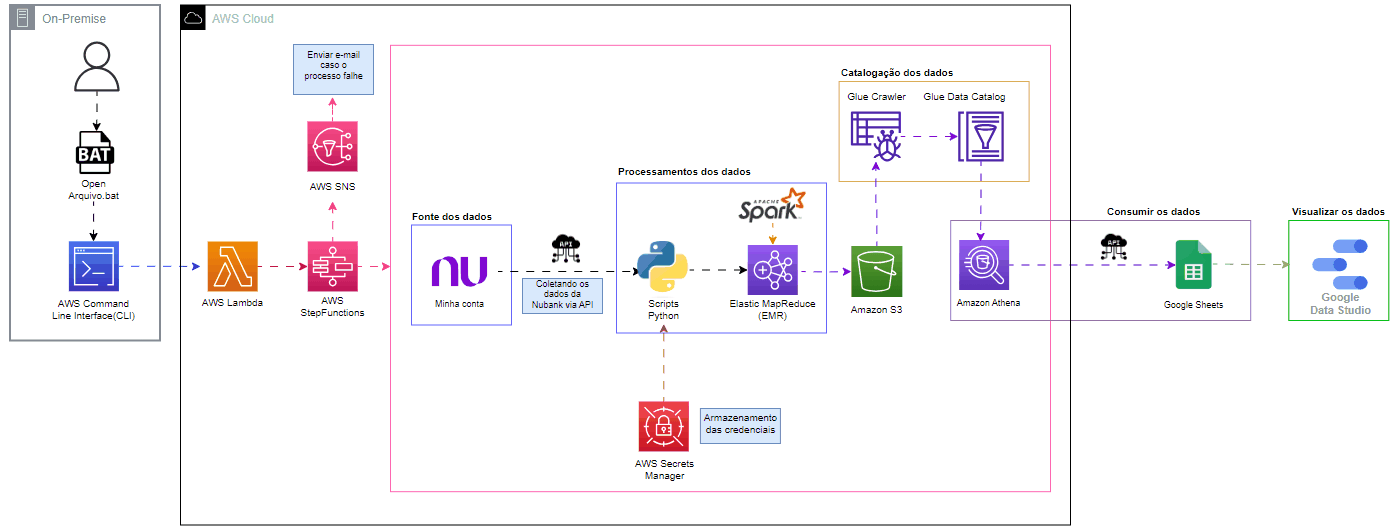 On-Premise
BAT
Open
Arquivo.bat
AWS Command
Line Interface(CLI)
AWS Cloud
Enviar e-mail
caso o
processo falhe
AWS SNS
AWS Lambda
AWS
StepFunctions
Fonte dos dados
nu
Minha conta
API
Coletando os
dados da
Nubank via API
Processamentos dos dados
APACHE
Spark
Scripts
Python
Elastic MapReduce
(EMR)
Armazenamento
das credenciais
AWS Secrets
Manager
Amazon S3
Catalogação dos dados
Glue Crawler
Glue Data Catalog
Consumir os dados
Amazon Athena
API
Google Sheets
Visualizar os dados
Google
Data Studio